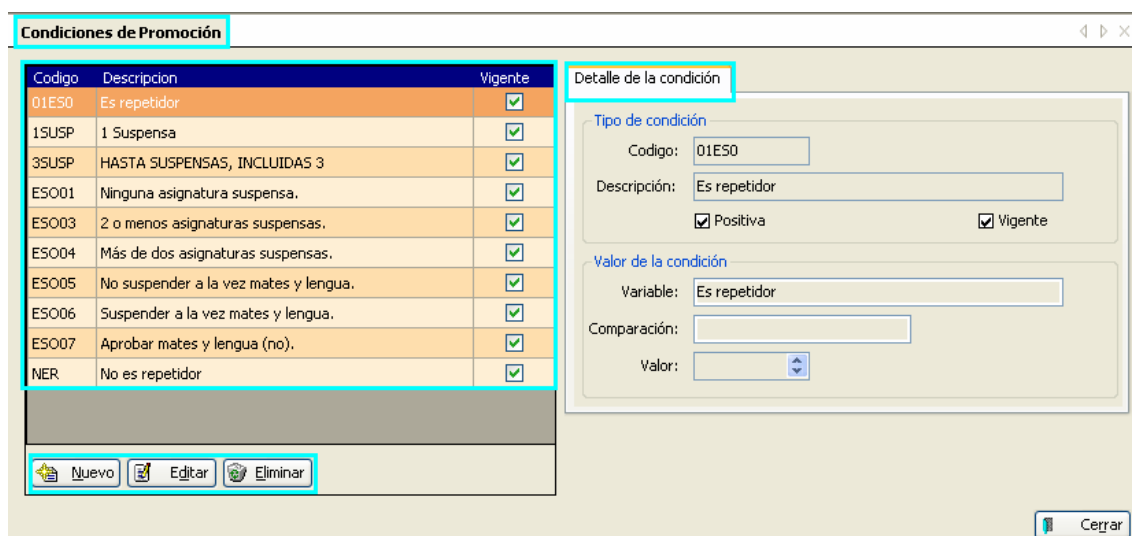 Condiciones de Promoción
Codigo Descripcion Vigente
01ES0 Es repetidor
1SUSP 1 Suspensa
3SUSP HASTA SUSPENSAS, INCLUIDAS 3
ESO01 Ninguna asignatura suspensa.
ESO03 2 o menos asignaturas suspensas.
ESO04 Más de dos asignaturas suspensas.
ESO05 No suspender a la vez mates y lengua.
ESO06 Suspender a la vez mates y lengua.
ESO07 Aprobar mates y lengua (no).
NER No es repetidor
Nuevo Editar Eliminar
Detalle de la condición
Tipo de condición
Codigo: 01ES0
Descripción: Es repetidor
Positiva Vigente
Valor de la condición
Variable: Es repetidor
Comparación:
Valor:
Cerrar